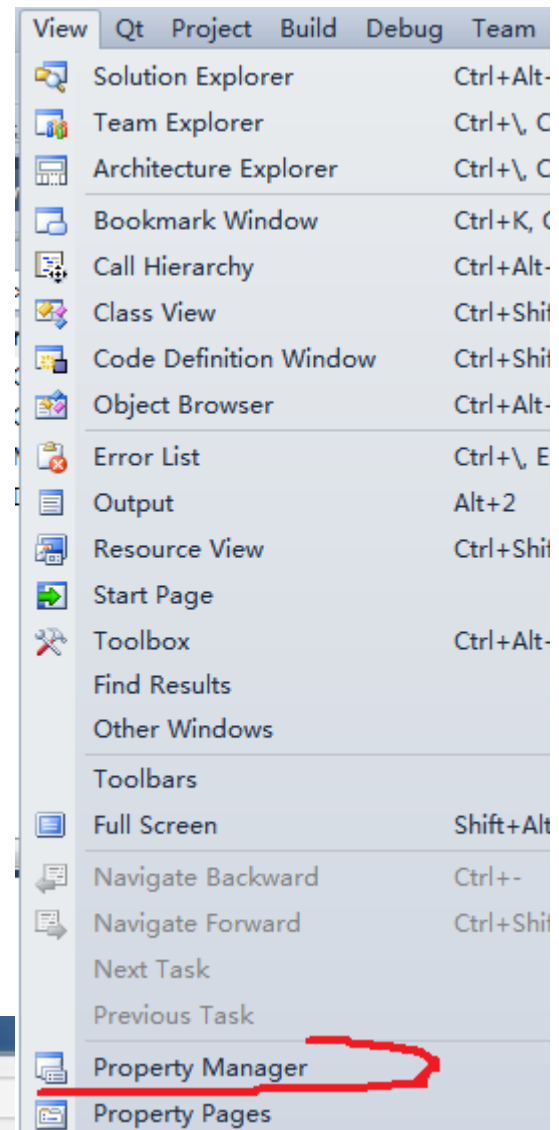 View Qt Project Build Debug Team
Solution Explorer Ctrl+Alt+
Team Explorer Ctrl+\, C
Architecture Explorer Ctrl+\, C
Bookmark Window Ctrl+K,
Call Hierarchy Ctrl+Alt+
Class View Ctrl+Shif
Code Definition Window Ctrl+Shif
Object Browser Ctrl+Alt+
Error List Ctrl+\, E
Output Alt+2
Resource View Ctrl+Shif
Start Page
Toolbox Ctrl+Alt+
Find Results
Other Windows
Toolbars
Full Screen Shift+Alt
Navigate Backward Ctrl+-
Navigate Forward Ctrl+Shif
Next Task
Previous Task
Property Manager
Property Pages